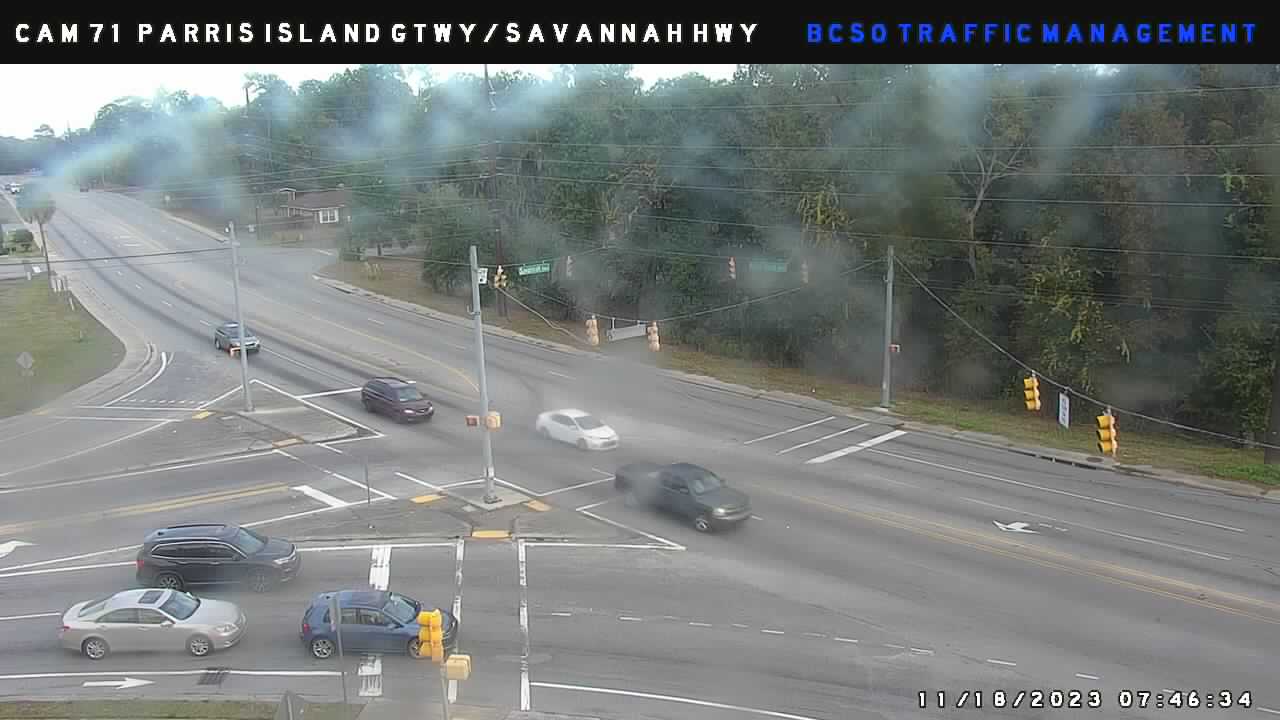 CAM 71 PARRIS ISLAND GTWY/SAVANNAH HWY BCSO TRAFFIC MANAGEMENT
11/18/2023 07:46:34